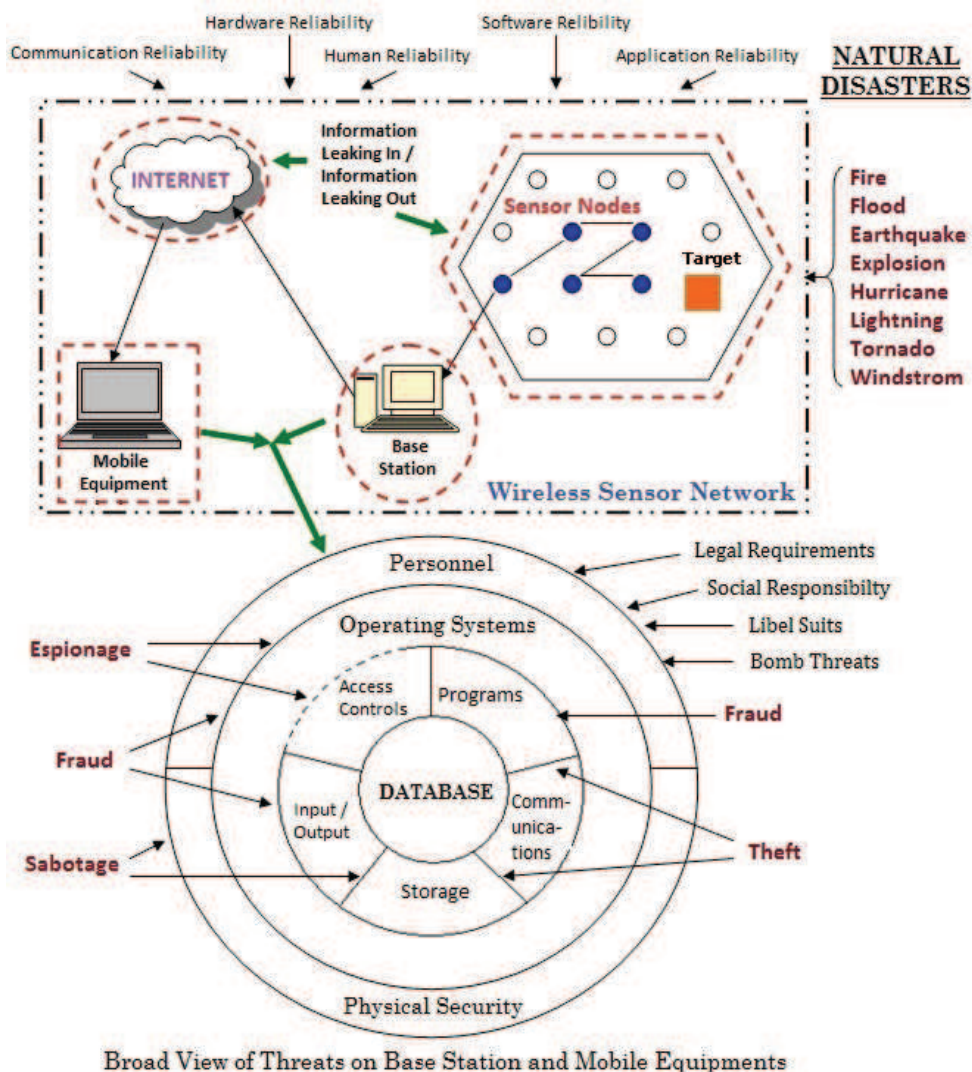 Hardware Reliability
Software Relibility
Communication Reliability
Human Reliability
Application Reliability
NATURAL
DISASTERS
Information
Leaking In /
Information
Leaking Out
INTERNET
Sensor Nodes
Target
Fire
Flood
Earthquake
Explosion
Hurricane
Lightning
Tornado
Windstrom
Mobile
Equipment
Base
Station
Wireless Sensor Network
Personnel
Legal Requirements
Social Responsibilty
Libel Suits
Bomb Threats
Operating Systems
Espionage
Access
Controls
Programs
Fraud
Fraud
DATABASE
Input /
Output
Comm-
unica-
tions
Sabotage
Theft
Storage
Physical Security
Broad View of Threats on Base Station and Mobile Equipments